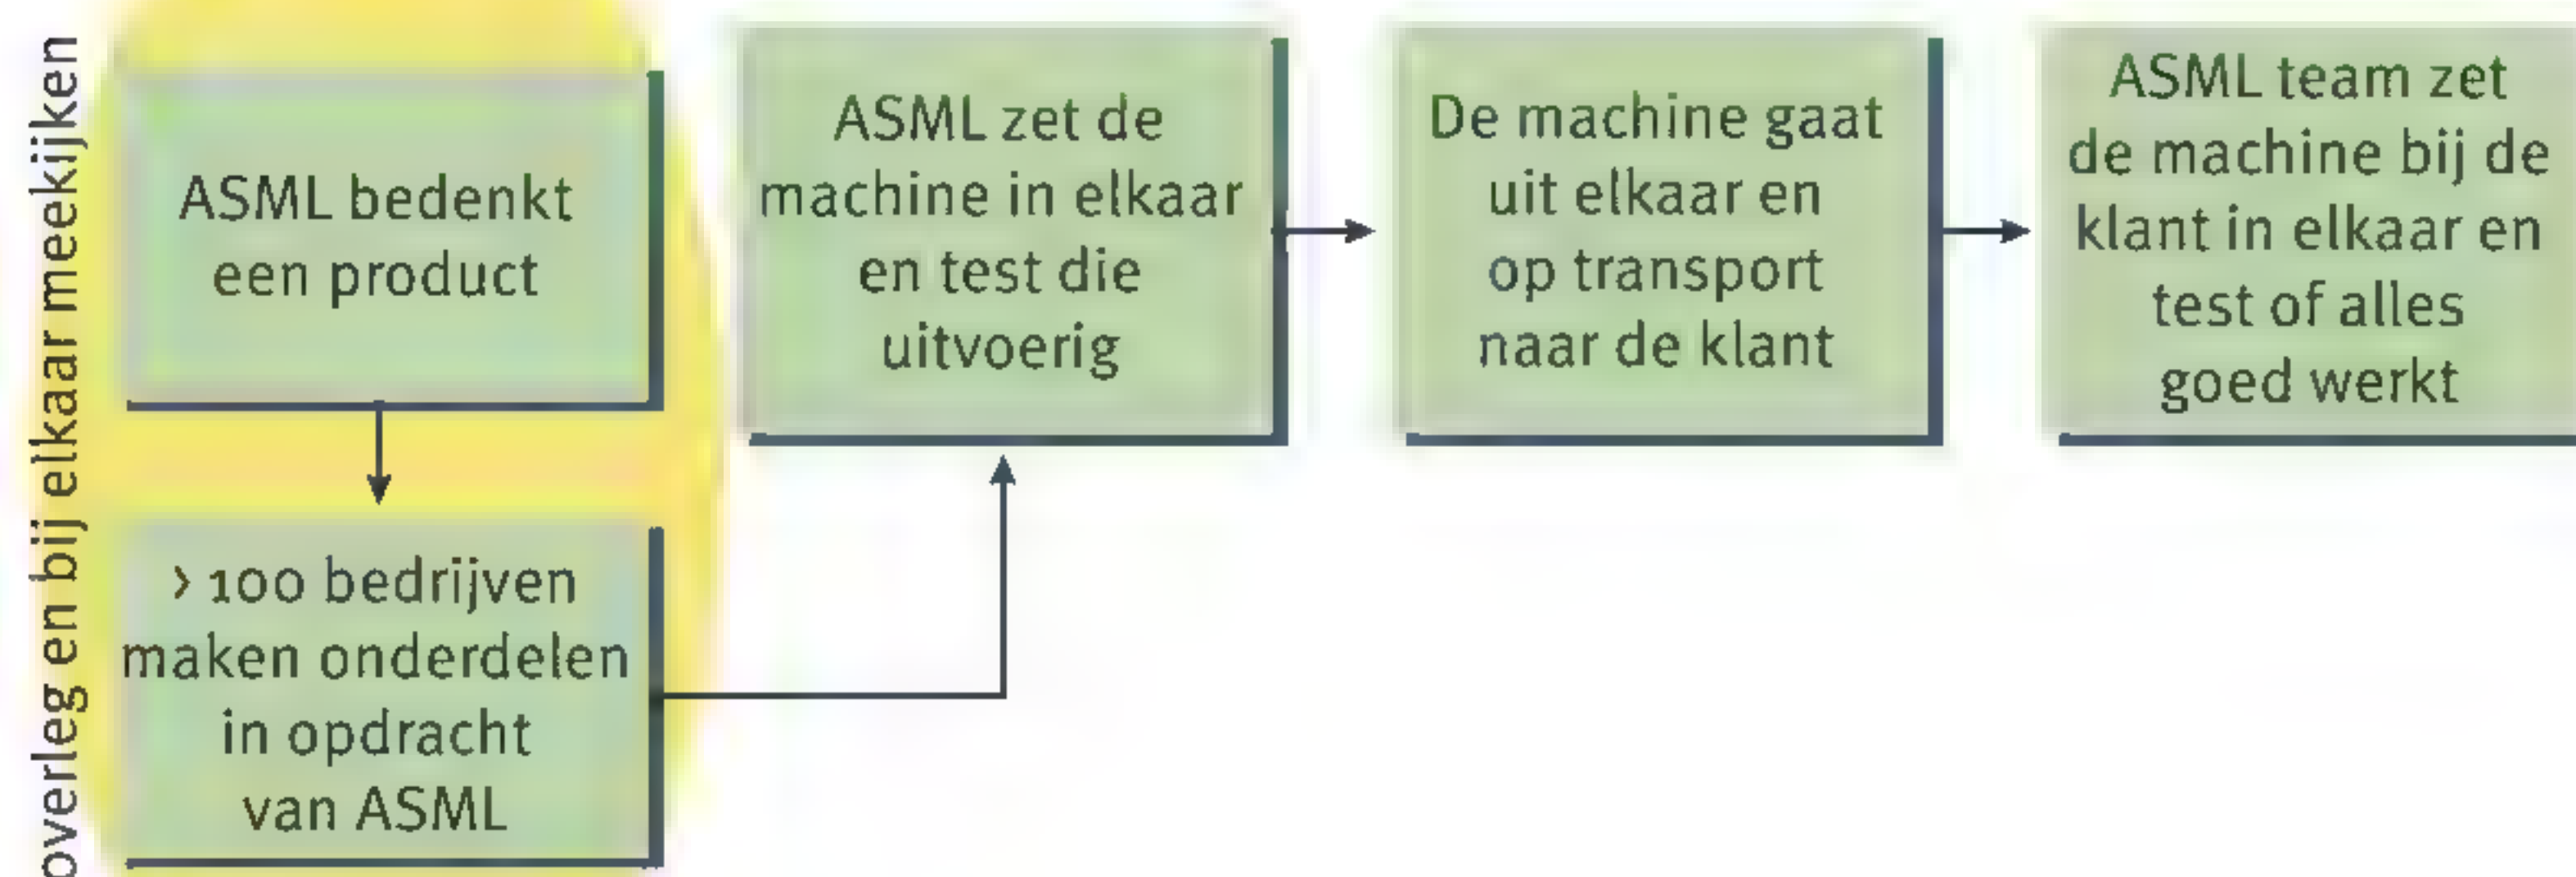 overleg en bij elkaar meekijken
ASML bedenkt
een product
> 100 bedrijven
maken onderdelen
in opdracht
van ASML
ASML zet de
machine in elkaar
en test die
uitvoerig
De machine gaat
uit elkaar en
op transport
naar de klant
ASML team zet
de machine bij de
klant in elkaar en
test of alles
goed werkt